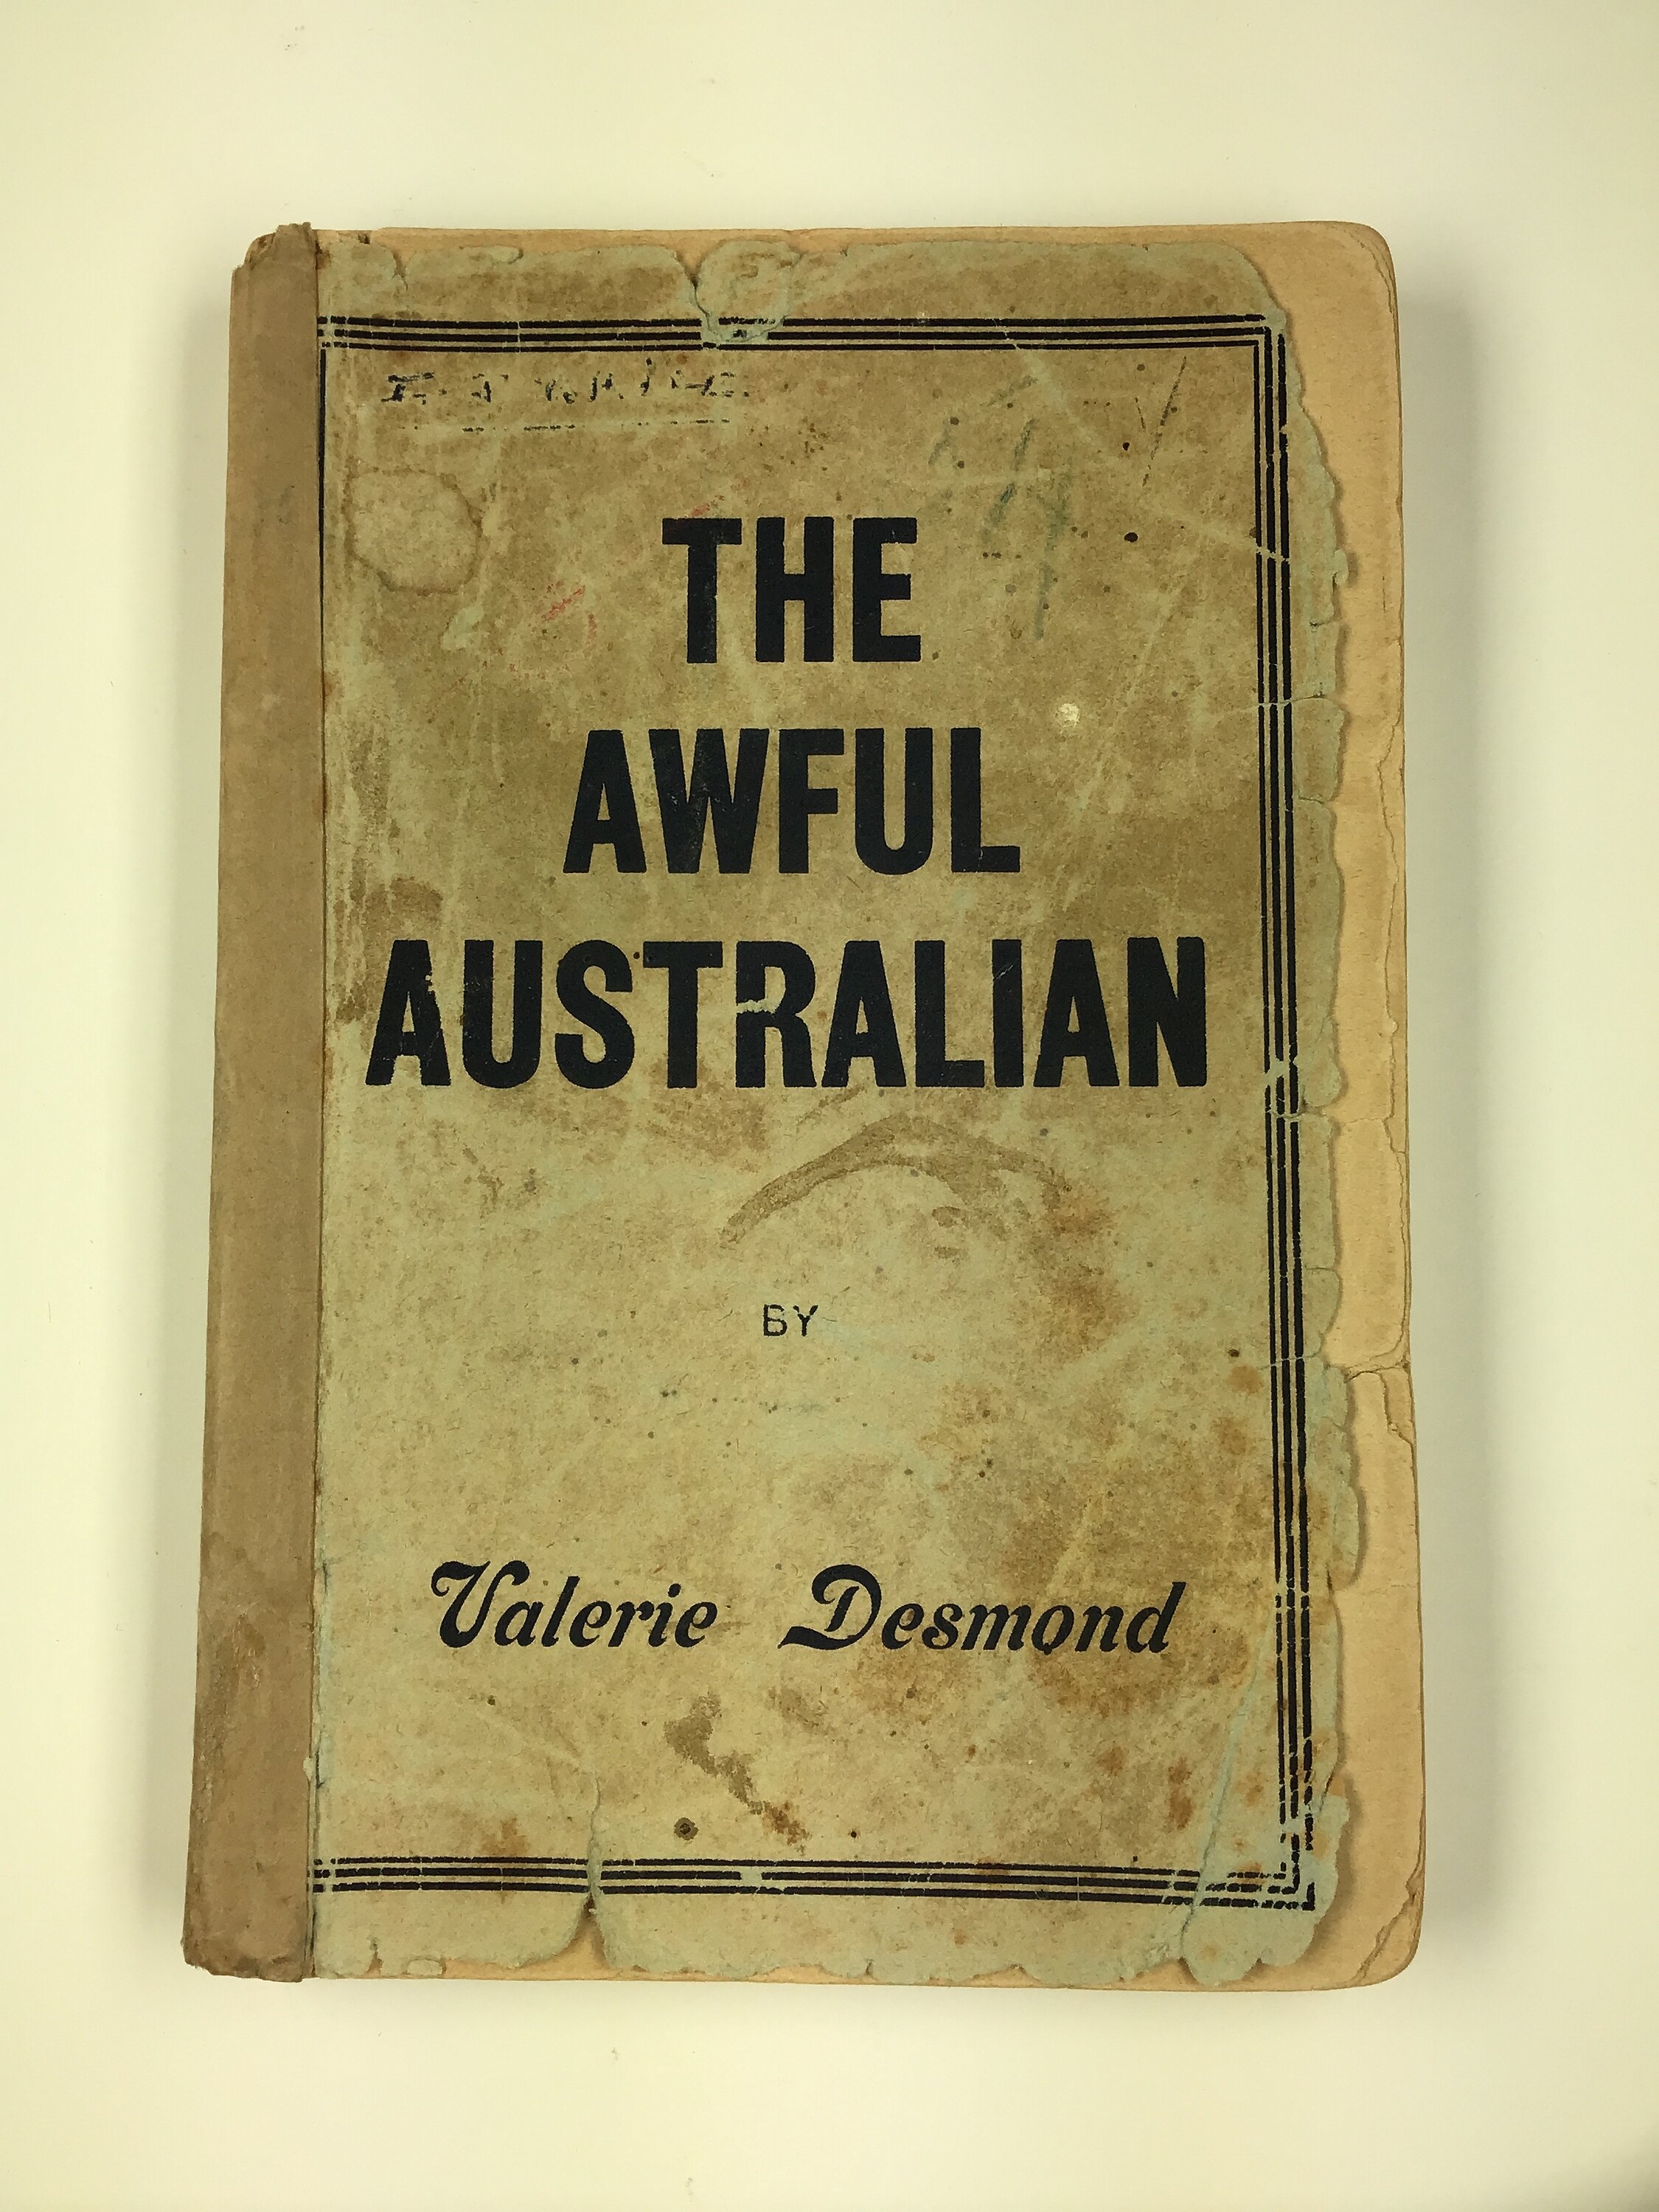 THE
AWFUL
AUSTRALIAN
BY
Valerie Desmond